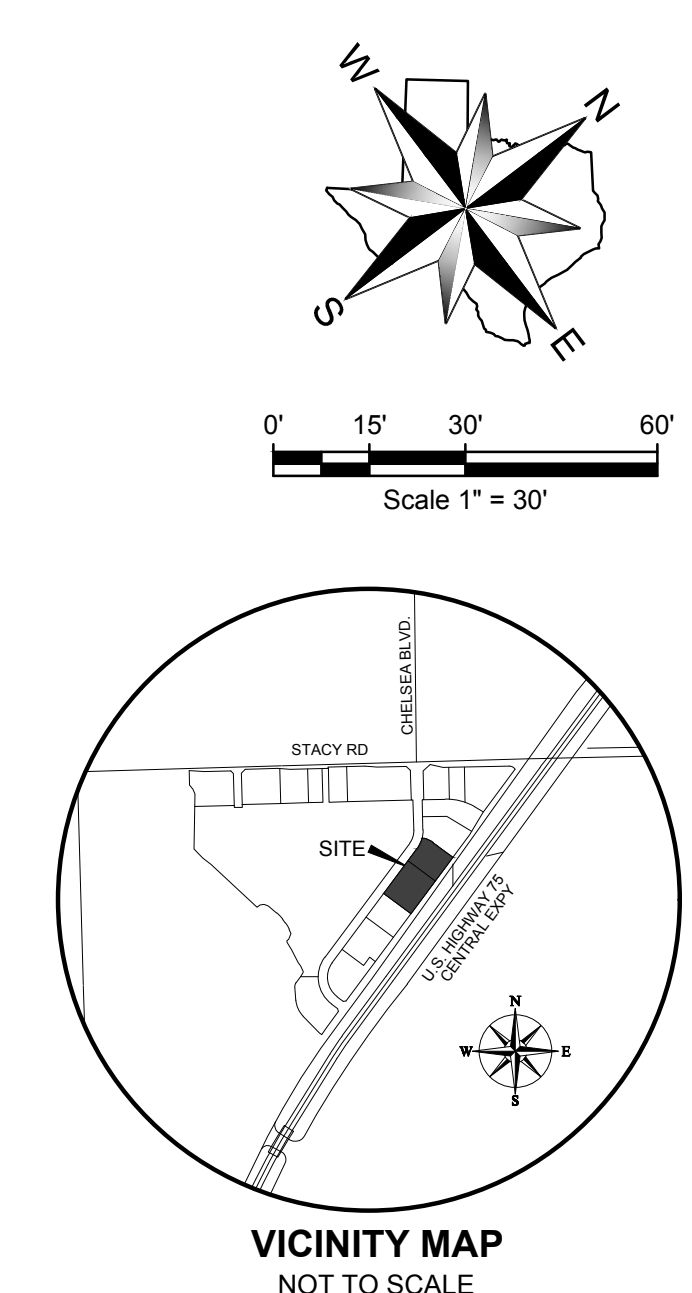 W
N
S
E
0' 15' 30' 60'
Scale 1" = 30'
CHELSEA BLVD.
STACY RD
SITE
U.S. HIGHWAY 75
CENTRAL EXPY
N
W E
S
VICINITY MAP
NOT TO SCALE